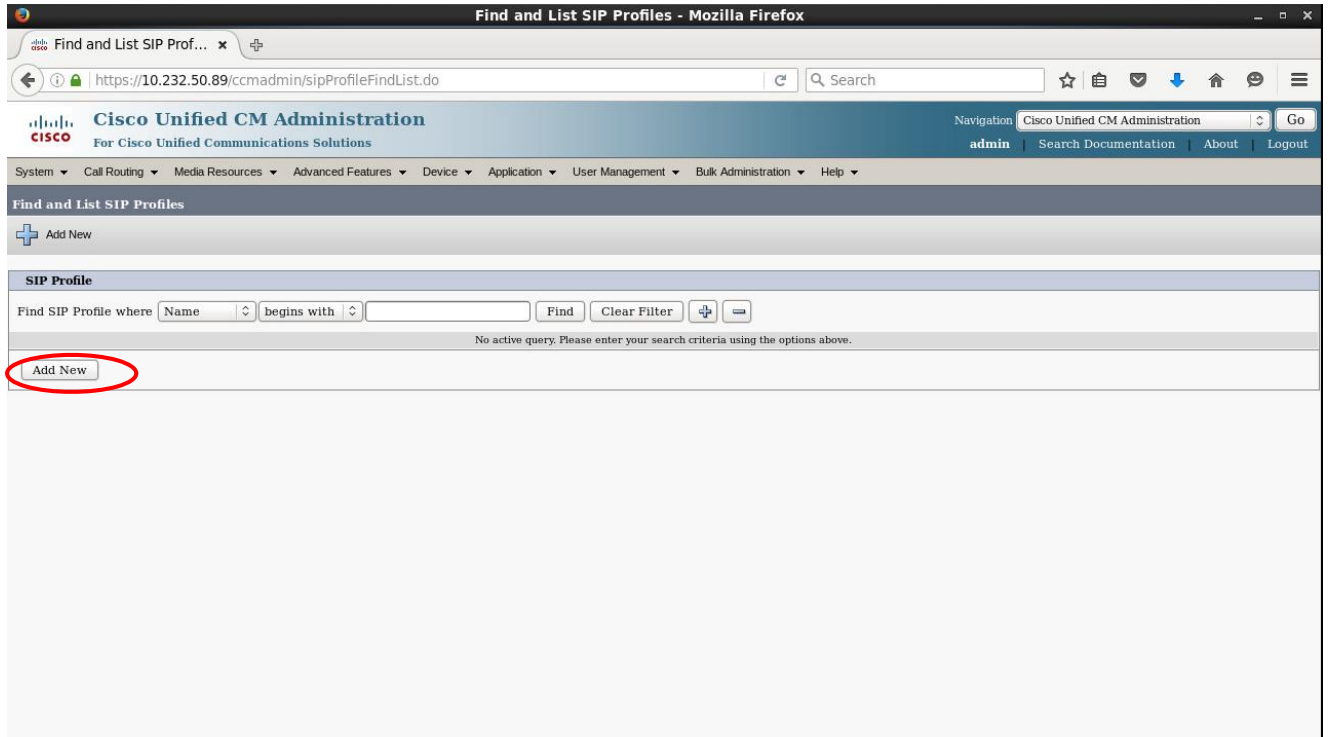 Find and List SIP Profiles - Mozilla Firefox
Find and List SIP Prof...
https://10.232.50.89/ccmadmin/sipProfileFindList.do
Search
CISCO
Cisco Unified CM Administration
For Cisco Unified Communications Solutions
Navigation Cisco Unified CM Administration Go
admin | Search Documentation | About | Logout
System Call Routing Media Resources Advanced Features Device Application User Management Bulk Administration Help
Find and List SIP Profiles
Add New
SIP Profile
Find SIP Profile where Name begins with Find Clear Filter
No active query. Please enter your search criteria using the options above.
Add New